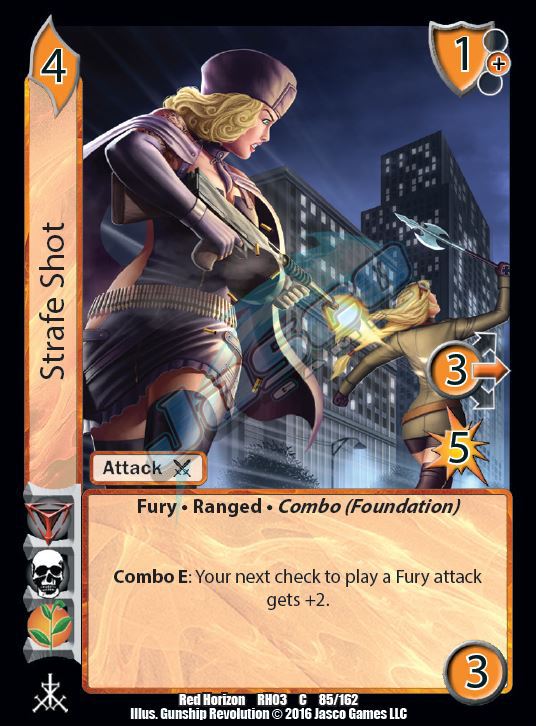 4
1
+
Strafe Shot
JASCO
3
5
Attack
Fury • Ranged • Combo (Foundation)
Combo E: Your next check to play a Fury attack
gets +2.
3
Red Horizon RH03 C 85/162
Illus. Gunship Revolution © 2016 Jasco Games LLC